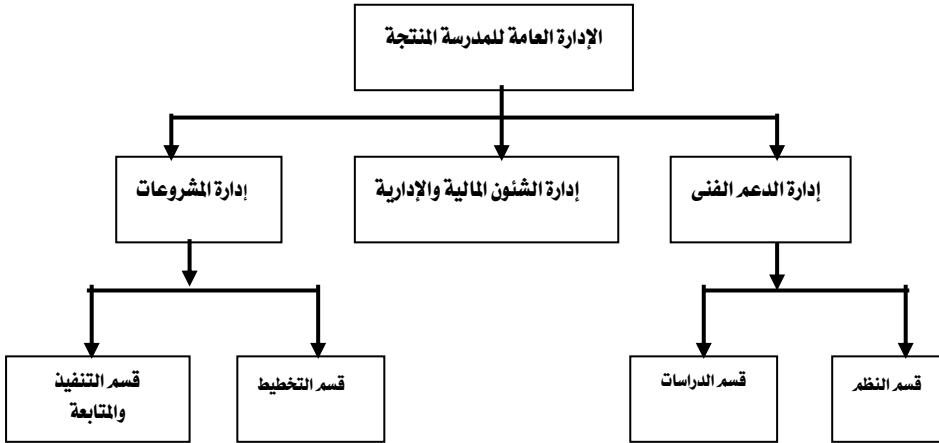 الإدارة العامة للمدرسة المنتجة
إدارة الدعم الفنى
إدارة الشئون المالية والإدارية
إدارة المشروعات
قسم النظم
قسم الدراسات
قسم التخطيط
قسم التنفيذ
والمتابعة